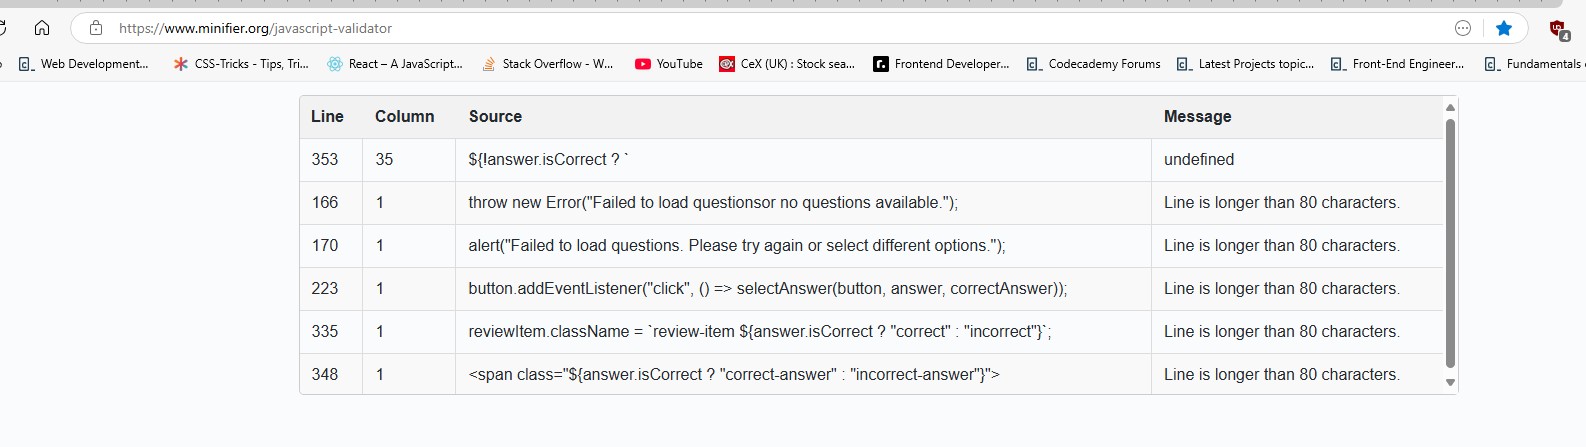 https://www.minifier.org/javascript-validator
4
Web Development... CSS-Tricks - Tips, Tri... React – A JavaScript... Stack Overflow - W... YouTube CeX (UK) : Stock sea... Frontend Developer... Codecademy Forums Latest Projects topic... Front-End Engineer... Fundamentals
Line Column Source Message
353 35 ${!answer.isCorrect ? ` undefined
166 1 throw new Error("Failed to load questionsor no questions available."); Line is longer than 80 characters.
170 1 alert("Failed to load questions. Please try again or select different options."); Line is longer than 80 characters.
223 1 button.addEventListener("click", () => selectAnswer(button, answer, correctAnswer)); Line is longer than 80 characters.
335 1 reviewItem.className = `review-item ${answer.isCorrect ? "correct" : "incorrect"}`; Line is longer than 80 characters.
348 1 <span class="${answer.isCorrect ? "correct-answer" : "incorrect-answer"}"> Line is longer than 80 characters.